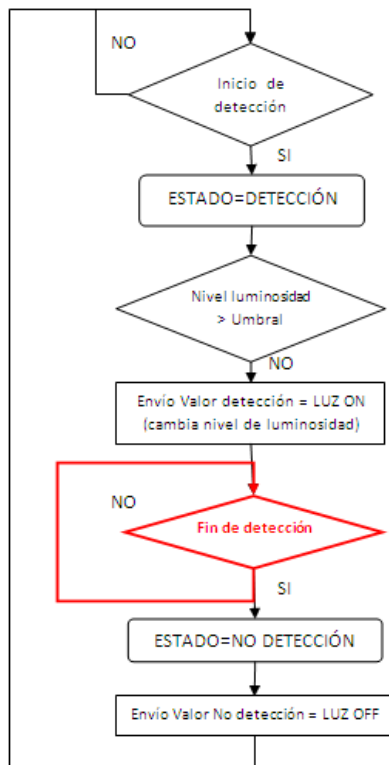 NO
Inicio de
detección
SI
ESTADO=DETECCIÓN
Nivel luminosidad
> Umbral
NO
Envío Valor detección = LUZ ON
(cambia nivel de luminosidad)
NO
Fin de detección
SI
ESTADO=NO DETECCIÓN
Envío Valor No detección = LUZ OFF